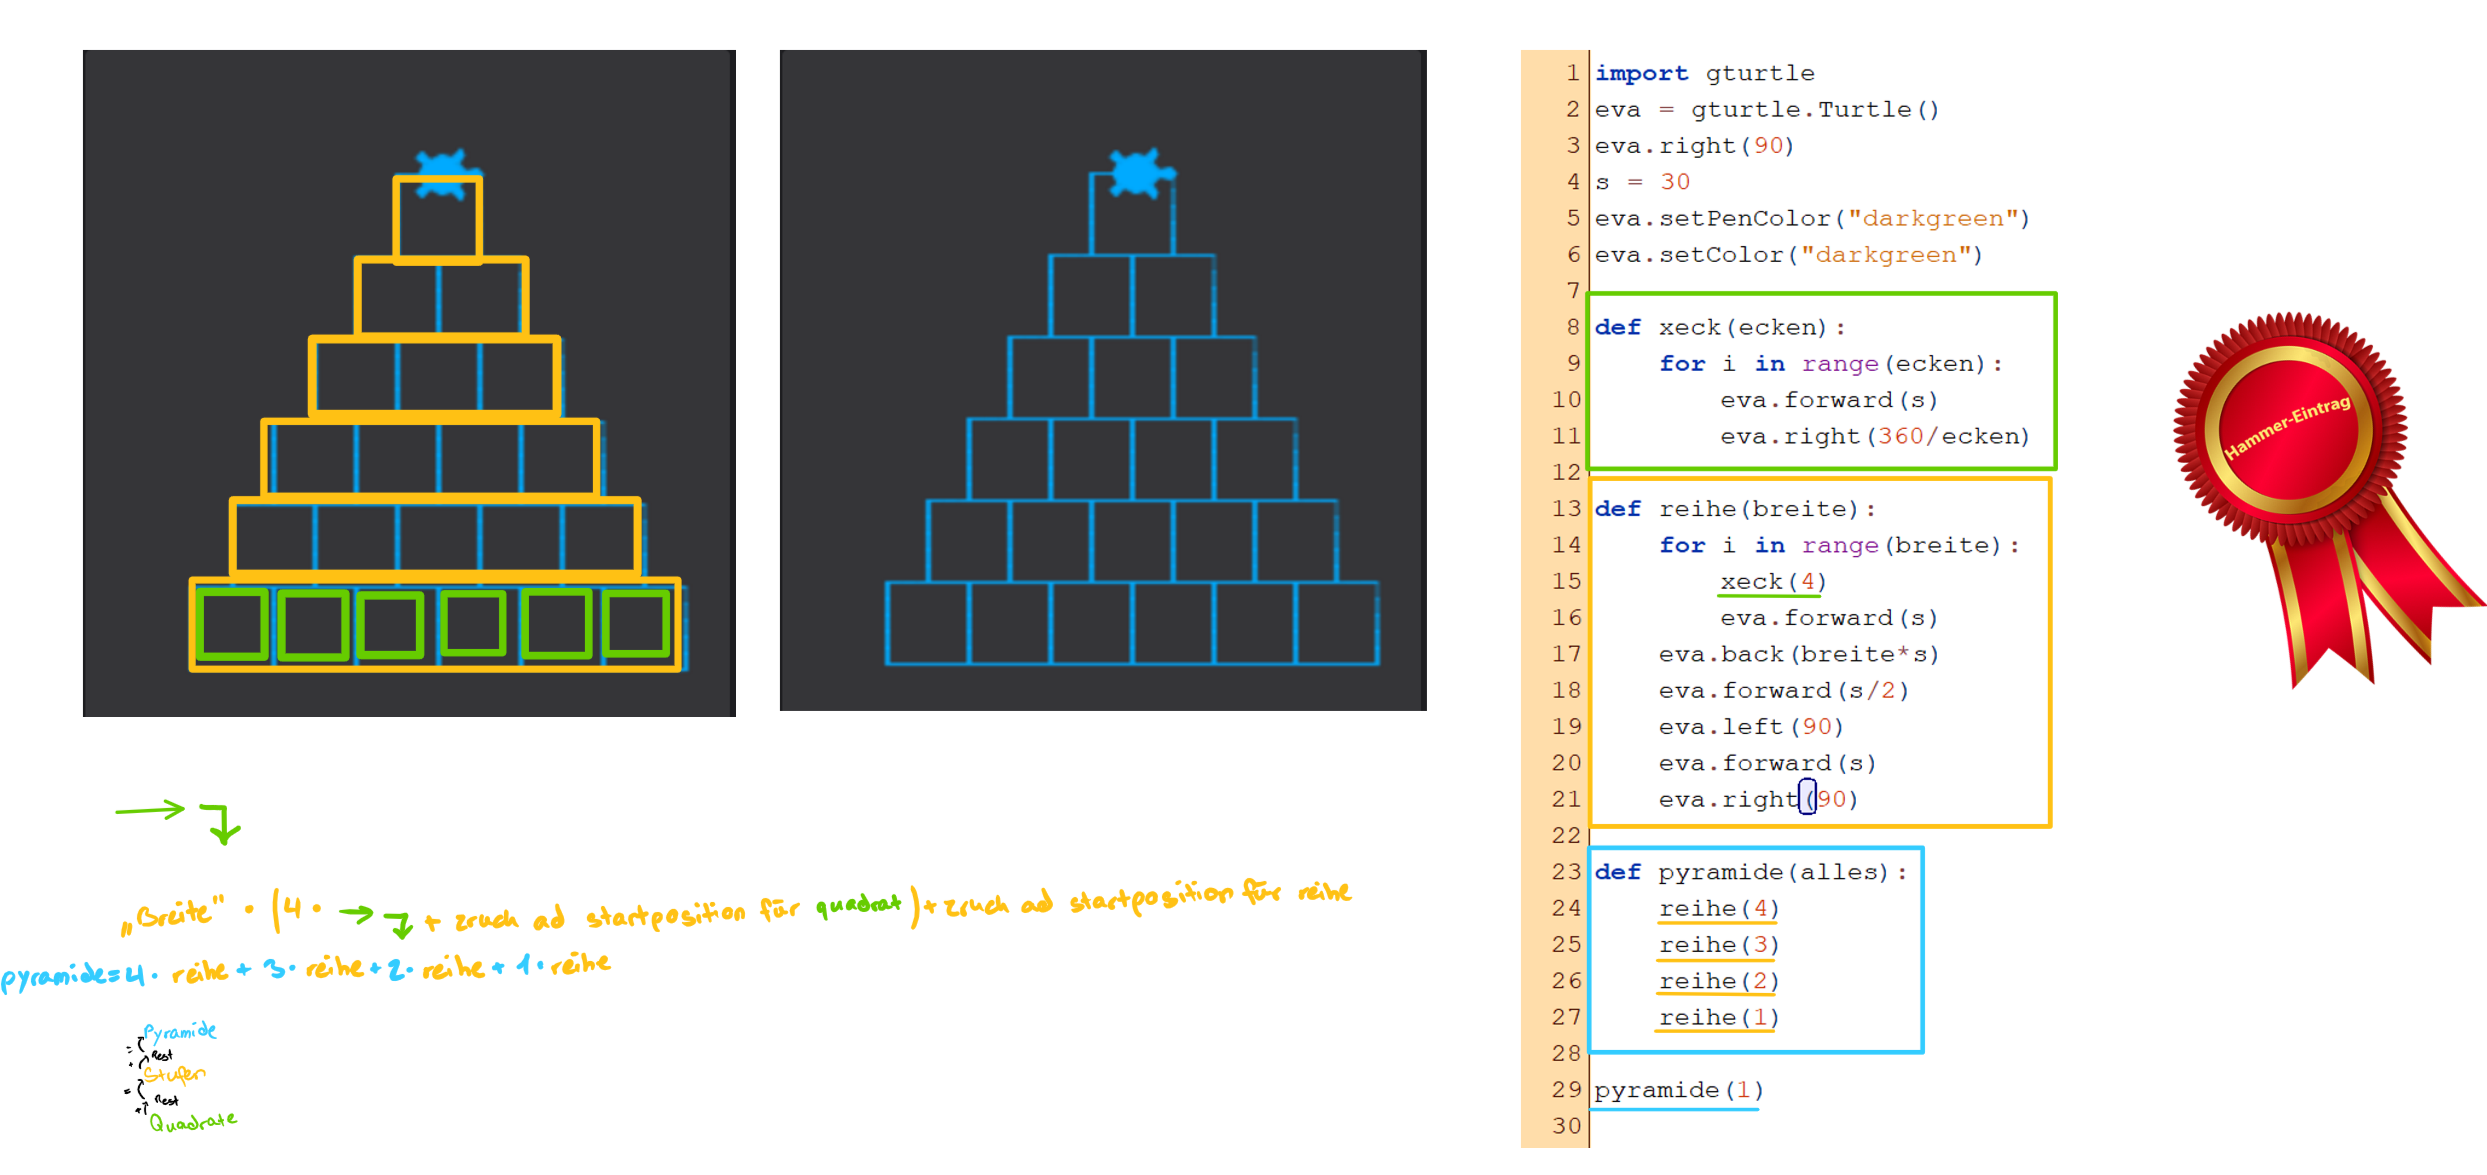 1 import gturtle
2 eva = gturtle.Turtle()
3 eva.right(90)
4 s = 30
5 eva.setPenColor("darkgreen")
6 eva.setColor("darkgreen")
7
8 def xeck(ecken):
9 for i in range(ecken):
10 eva.forward(s)
11 eva.right(360/ecken)
12
13 def reihe(breite):
14 for i in range(breite):
15 xeck(4)
16 eva.forward(s)
17 eva.back(breite*s)
18 eva.forward(s/2)
19 eva.left(90)
20 eva.forward(s)
21 eva.right(90)
22
23 def pyramide(alles):
24 reihe(4)
25 reihe(3)
26 reihe(2)
27 reihe(1)
28
29 pyramide(1)
30
Hammer-Eintrag
„Breite" · (4 · → ↴ + zruck ad startposition für quadrat) + zruck ad startposition für reihe
pyramide=4· reihe + 3· reihe + 2· reihe + 1· reihe
Pyramide
= Rest
+
Stufen
= Rest
+
Quadrate